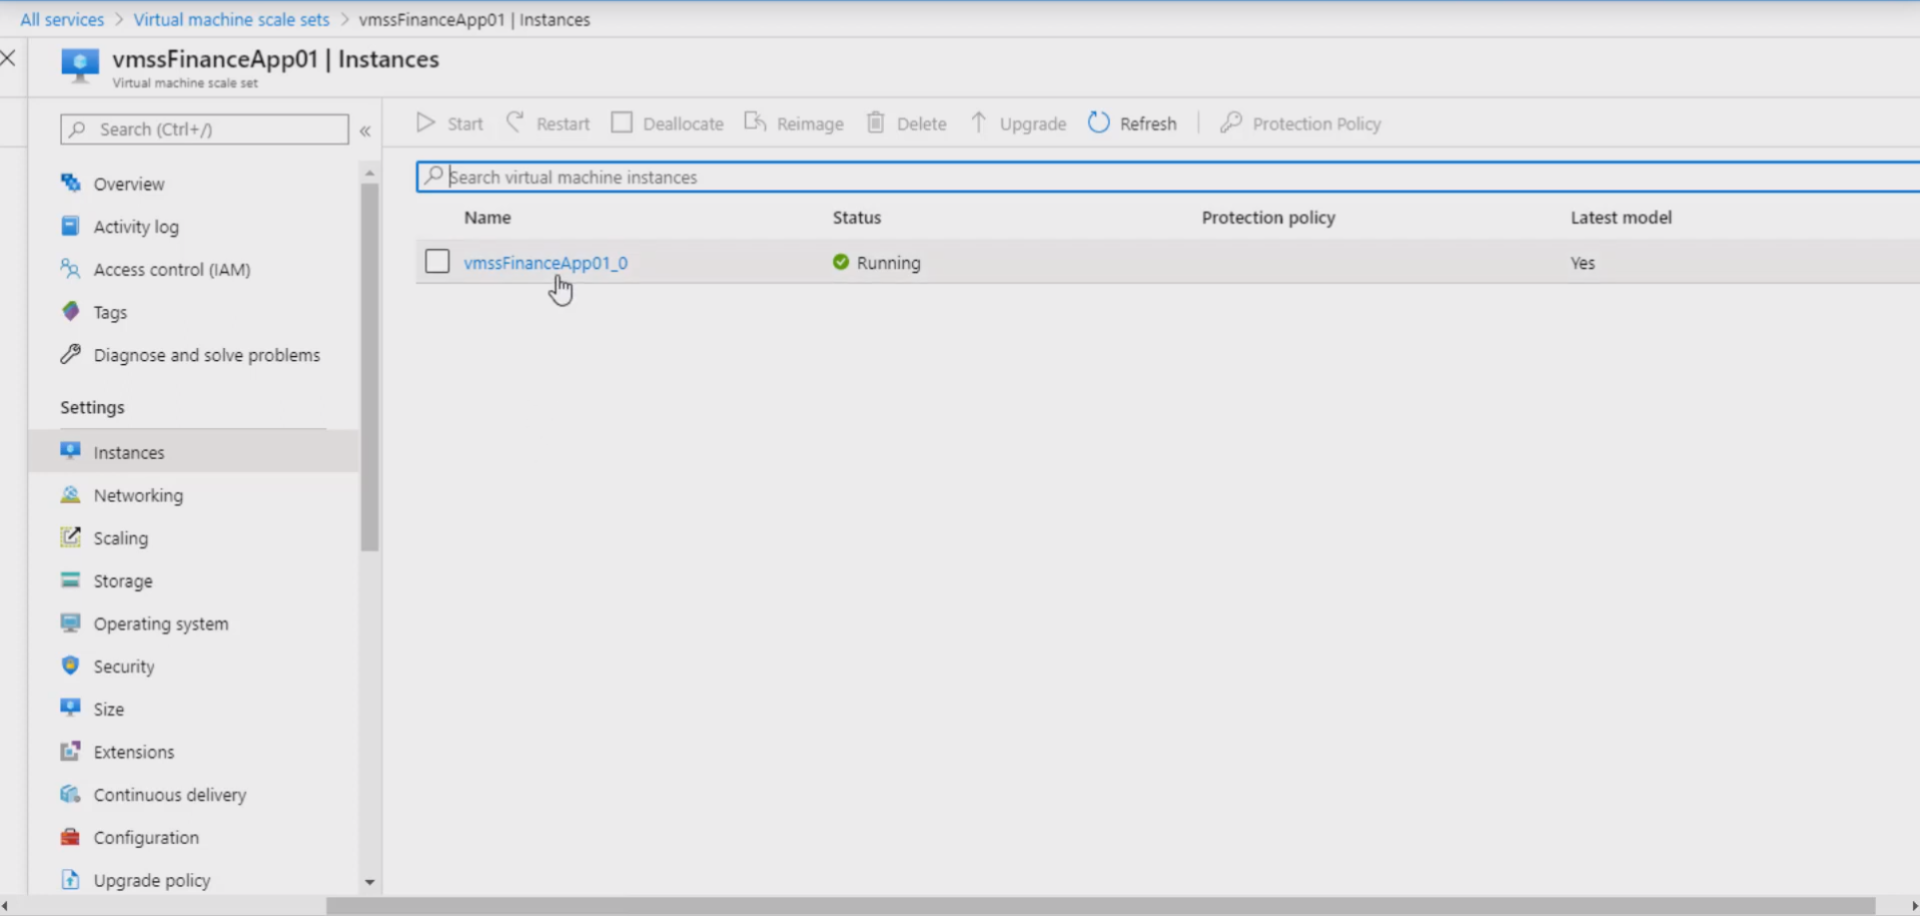 All services > Virtual machine scale sets > vmssFinanceApp01 | Instances
vmssFinanceApp01 | Instances
Virtual machine scale set
Search (Ctrl+/)
«
Overview
Activity log
Access control (IAM)
Tags
Diagnose and solve problems
Settings
Instances
Networking
Scaling
Storage
Operating system
Security
Size
Extensions
Continuous delivery
Configuration
Upgrade policy
Start Restart Deallocate Reimage Delete Upgrade Refresh Protection Policy
Search virtual machine instances
Name Status Protection policy Latest model
vmssFinanceApp01_0 Running Yes